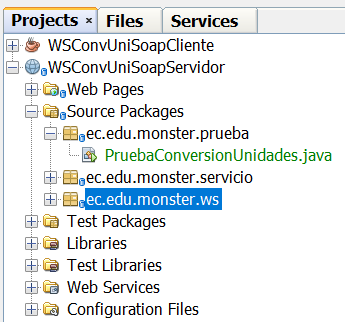 Projects × Files Services
WSConvUniSoapCliente
WSConvUniSoapServidor
Web Pages
Source Packages
ec.edu.monster.prueba
PruebaConversionUnidades.java
ec.edu.monster.servicio
ec.edu.monster.ws
Test Packages
Libraries
Test Libraries
Web Services
Configuration Files